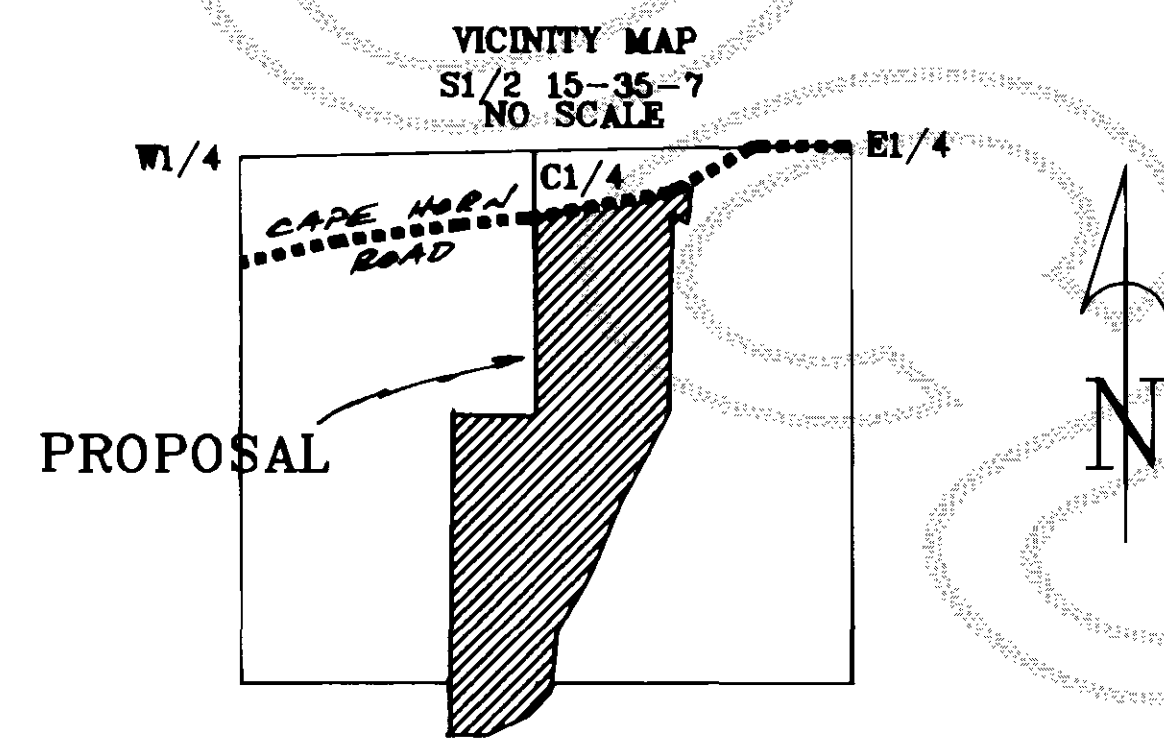 VICINITY MAP
S1/2 15-35-7
NO SCALE
W1/4
E1/4
C1/4
CAPE HORN
ROAD
PROPOSAL
N